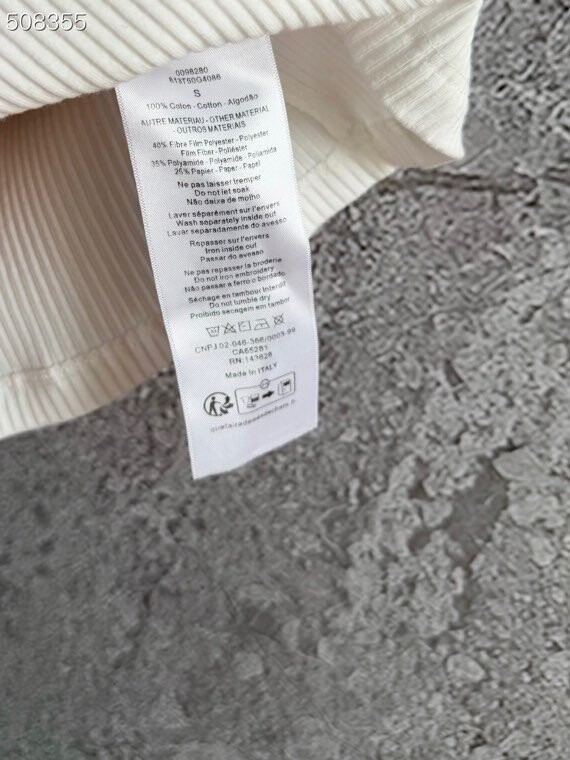 508355
0098280
813T50G4086
S
100% Coton - Cotton - Algodão
AUTRE MATERIAU - OTHER MATERIAL
- OUTROS MATERIAIS
40% Fibre Film Polyester - Polyester
Film Fiber - Poliéster
35% Polyamide - Polyamide - Poliamida
25% Papier - Paper - Papel
Ne pas laisser tremper
Do not let soak
Não deixe de molho
Laver séparément sur l'envers
Wash separately inside out
Lavar separadamente do avesso
Repasser sur l'envers
Iron inside out
Passar do avesso
Ne pas repasser la broderie
Do not iron embroidery
Não passar a ferro o bordado
Séchage en tambour interdit
Do not tumble dry
Proibido secagem em tambor
CNPJ 02-046-366/0003-99
CA65281
RN: 143828
Made in ITALY